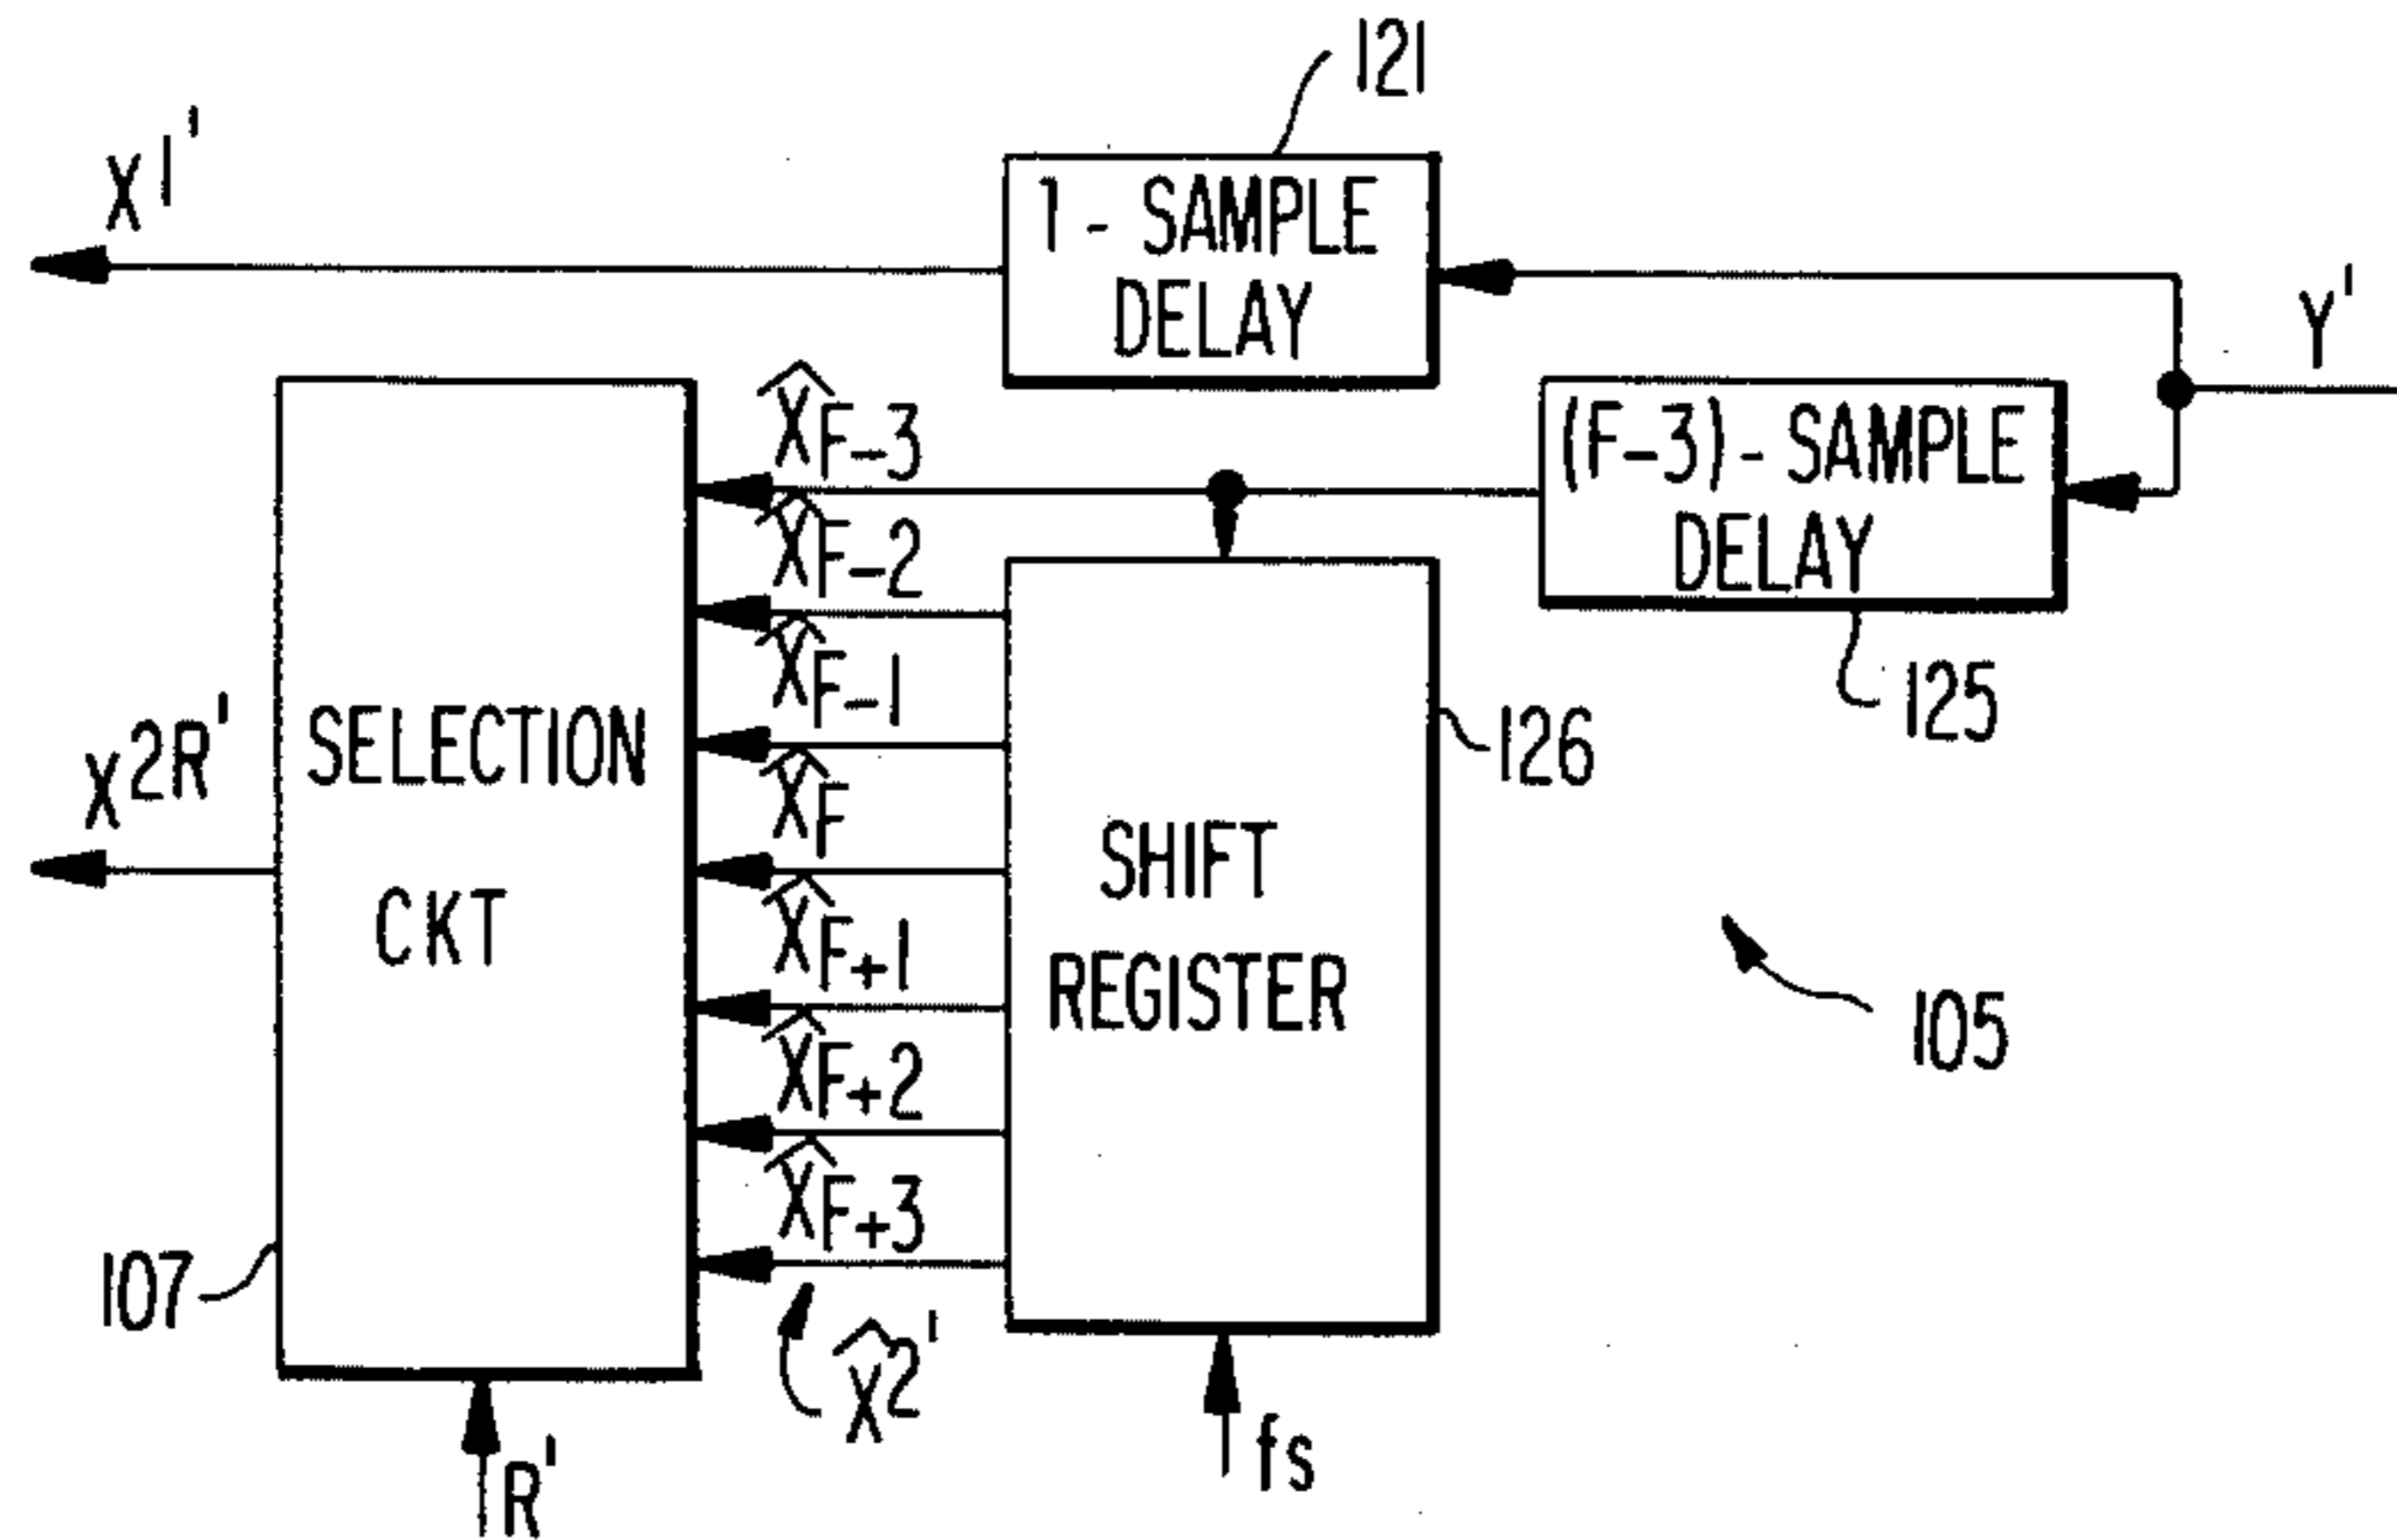 121
X1'
1 - SAMPLE
DELAY
Y'
X̂F-3
(F-3) - SAMPLE
DELAY
X̂F-2
125
X̂F-1
126
X2R'
SELECTION
CKT
X̂F
SHIFT
REGISTER
X̂F+1
105
X̂F+2
X̂F+3
107
X̂2'
fs
R'